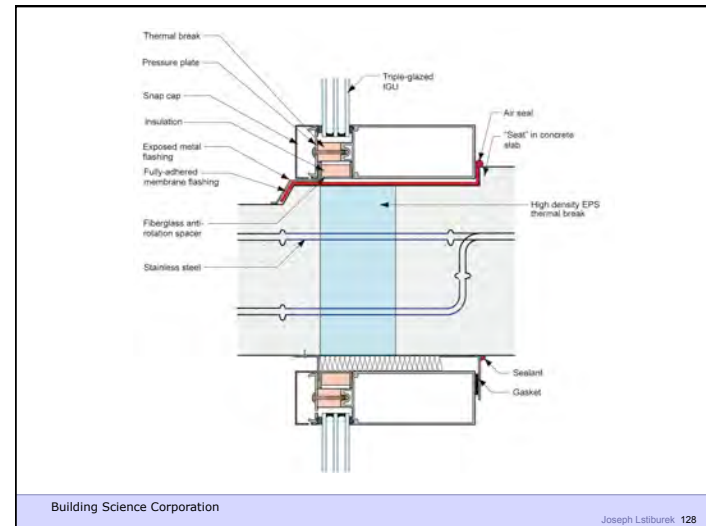 Thermal break
Pressure plate
Snap cap
Insulation
Exposed metal
flashing
Fully-adhered
membrane flashing
Fiberglass anti-
rotation spacer
Stainless steel
Triple-glazed
IGU
Air seal
"Seat" in concrete
slab
High density EPS
thermal break
Sealant
Gasket
Building Science Corporation
Joseph Lstiburek 128